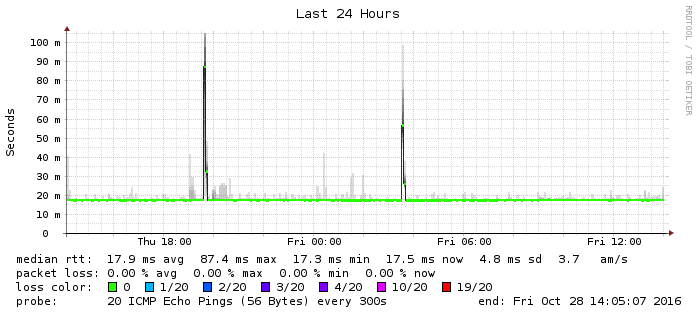 Last 24 Hours
RRDTOOL / TOBI OETIKER
Seconds
100 m
90 m
80 m
70 m
60 m
50 m
40 m
30 m
20 m
10 m
0
Thu 18:00 Fri 00:00 Fri 06:00 Fri 12:00
median rtt: 17.9 ms avg 87.4 ms max 17.3 ms min 17.5 ms now 4.8 ms sd 3.7 am/s
packet loss: 0.00 % avg 0.00 % max 0.00 % min 0.00 % now
loss color: 0 1/20 2/20 3/20 4/20 10/20 19/20
probe: 20 ICMP Echo Pings (56 Bytes) every 300s end: Fri Oct 28 14:05:07 2016